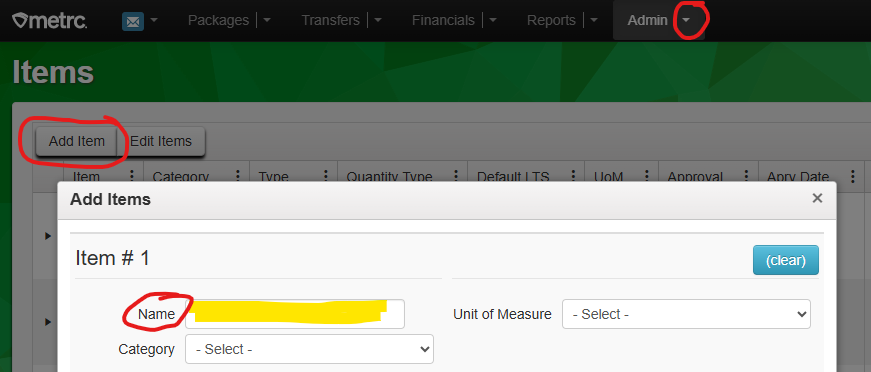 metrc. Packages Transfers Financials Reports Admin
Items
Add Item Edit Items
Item Category Type Quantity Type Default LTS UoM Approval Aprv Date
Add Items ×
Item # 1 (clear)
Name Unit of Measure - Select -
Category - Select -